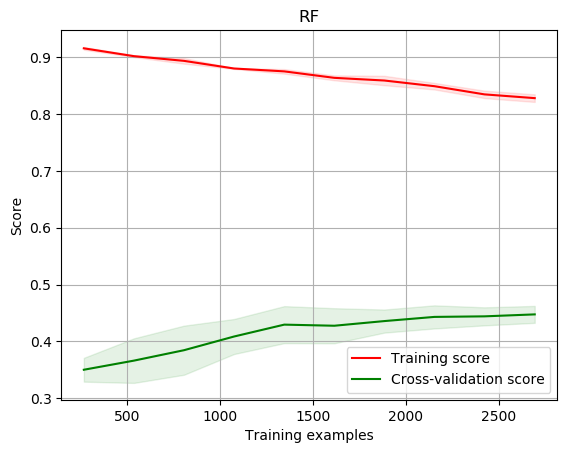 RF
0.9
0.8
0.7
0.6
0.5
0.4
0.3
Score
500
1000
1500
2000
2500
Training examples
Training score
Cross-validation score